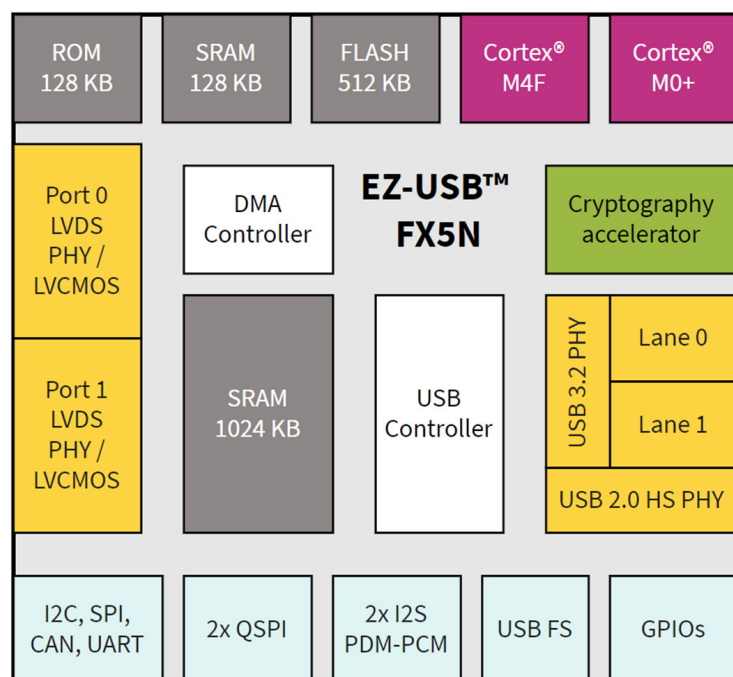 ROM
128 KB
SRAM
128 KB
FLASH
512 KB
Cortex®
M4F
Cortex®
M0+
Port 0
LVDS
PHY /
LVCMOS
DMA
Controller
EZ-USB™
FX5N
Cryptography
accelerator
Port 1
LVDS
PHY /
LVCMOS
SRAM
1024 KB
USB
Controller
USB 3.2 PHY
Lane 0
Lane 1
USB 2.0 HS PHY
I2C, SPI,
CAN, UART
2x QSPI
2x I2S
PDM-PCM
USB FS
GPIOs